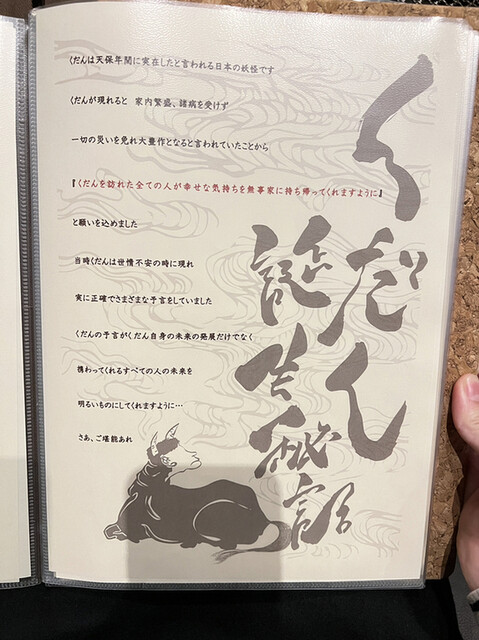 くだん
誕生秘話
くだんは天保年間に実在したと言われる日本の妖怪です
くだんが現れると　家内繁盛、諸病を受けず
一切の災いを免れ大豊作となると言われていたことから
『くだんを訪れた全ての人が幸せな気持ちを無事家に持ち帰ってくれますように』
と願いを込めました
当時くだんは世情不安の時に現れ
実に正確でさまざまな予言をしていました
くだんの予言がくだん自身の未来の発展だけでなく
携わってくれるすべての人の未来を
明るいものにしてくれますように…
さあ、ご堪能あれ